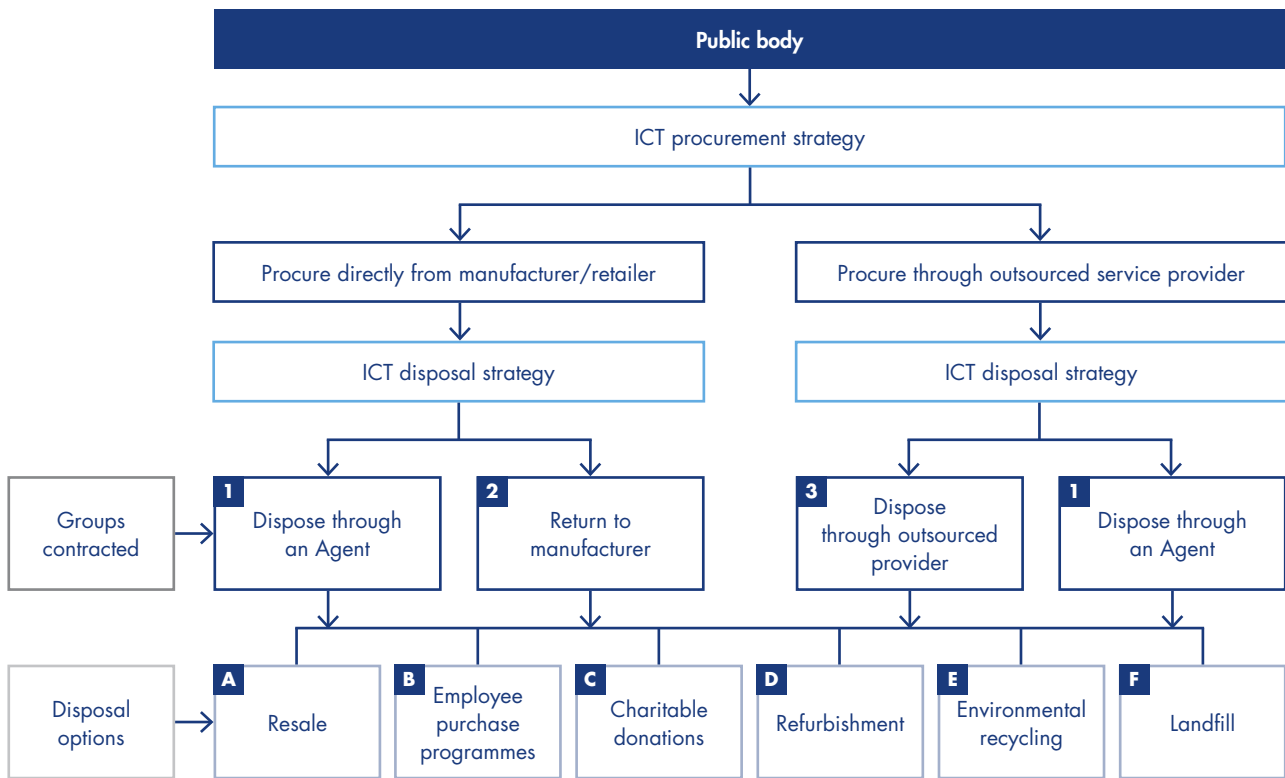 Public body
ICT procurement strategy
Procure directly from manufacturer/retailer
Procure through outsourced service provider
ICT disposal strategy
ICT disposal strategy
Groups
contracted
1
Dispose through
an Agent
2
Return to
manufacturer
3
Dispose
through outsourced
provider
1
Dispose through
an Agent
Disposal
options
A
Resale
B
Employee
purchase
programmes
C
Charitable
donations
D
Refurbishment
E
Environmental
recycling
F
Landfill